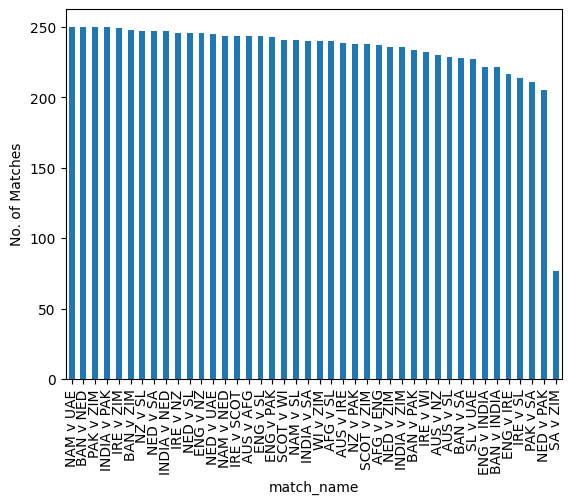 250
200
150
100
50
0
No. of Matches
NAM v UAE
BAN v NED
PAK v ZIM
INDIA v PAK
IRE v ZIM
BAN v ZIM
NZ v SL
NED v SA
INDIA v NED
IRE v NZ
NED v SL
ENG v NZ
NED v UAE
NAM v NED
IRE v SCOT
AUS v AFG
ENG v SL
ENG v PAK
SCOT v WI
NAM v SL
INDIA v SA
WI v ZIM
AFG v SL
AUS v IRE
NZ v PAK
SCOT v ZIM
AFG v ENG
NED v ZIM
INDIA v ZIM
BAN v PAK
IRE v WI
AUS v NZ
AUS v SL
BAN v SA
SL v UAE
ENG v INDIA
BAN v INDIA
ENG v IRE
IRE v SL
PAK v SA
NED v PAK
SA v ZIM
match_name